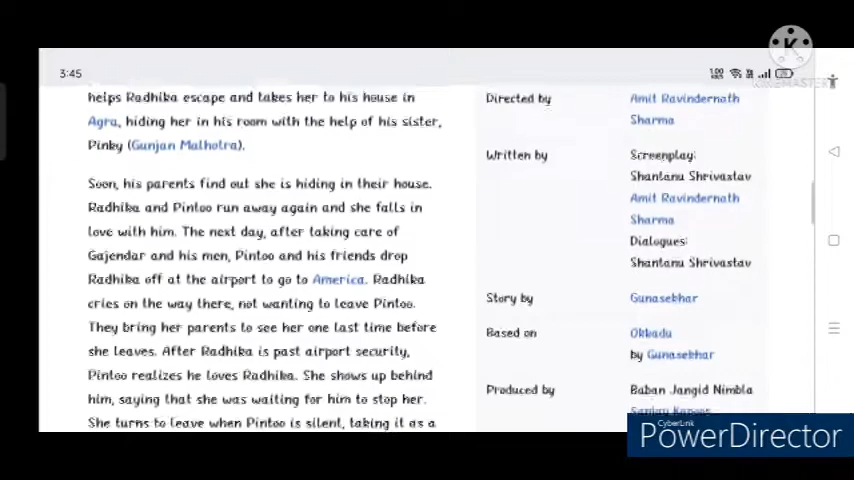 3:45
KINEMASTER
helps Radhika escape and takes her to his house in
Agra, hiding her in his room with the help of his sister,
Pinky (Gunjan Malhotra).
Soon, his parents find out she is hiding in their house.
Radhika and Pintoo run away again and she falls in
love with him. The next day, after taking care of
Gajendar and his men, Pintoo and his friends drop
Radhika off at the airport to go to America. Radhika
cries on the way there, not wanting to leave Pintoo.
They bring her parents to see her one last time before
she leaves. After Radhika is past airport security,
Pintoo realizes he loves Radhika. She shows up behind
him, saying that she was waiting for him to stop her.
She turns to leave when Pintoo is silent, taking it as a
Directed by
Amit Ravindernath
Sharma
Written by
Screenplay:
Shantanu Shrivastav
Amit Ravindernath
Sharma
Dialogues:
Shantanu Shrivastav
Story by
Gunasekhar
Based on
Okkadu
by Gunasekhar
Produced by
Baban Jangid Nimbla
Sanjay Kapoor
CyberLink
PowerDirector